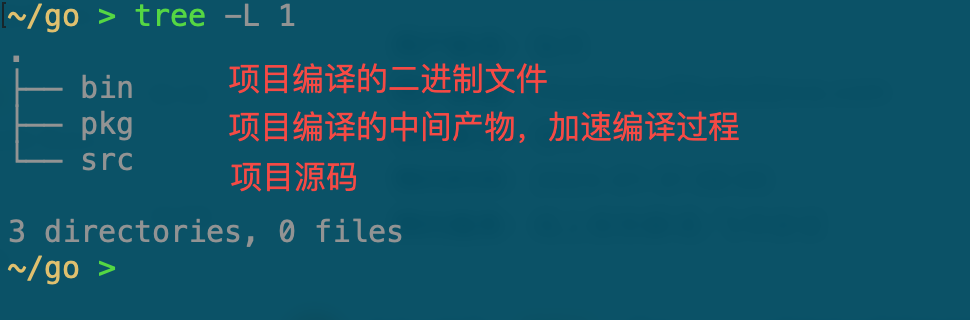 ~/go > tree -L 1
.
├── bin 项目编译的二进制文件
├── pkg 项目编译的中间产物，加速编译过程
└── src 项目源码
3 directories, 0 files
~/go >